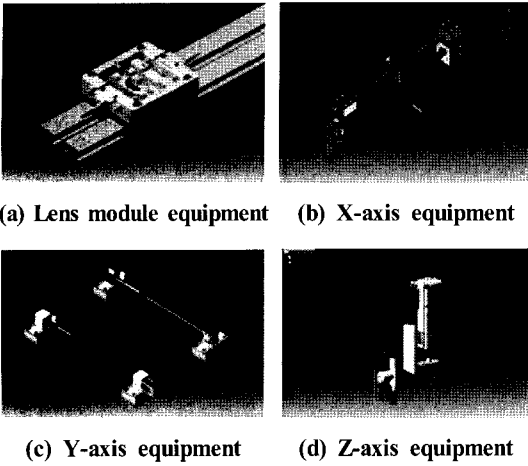 (a) Lens module equipment
(b) X-axis equipment
(c) Y-axis equipment
(d) Z-axis equipment